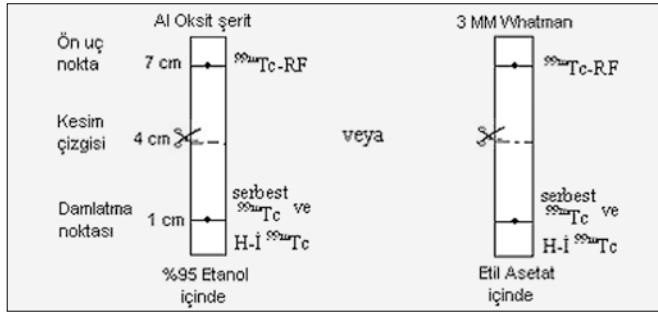 Al Oksit şerit
3 MM Whatman
Ön uç
nokta
7 cm
99mTc-RF
99mTc-RF
Kesim
çizgisi
4 cm
veya
Damlatma
noktası
1 cm
serbest
99mTc ve
H-İ 99mTc
serbest
99mTc ve
H-İ 99mTc
%95 Etanol
içinde
Etil Asetat
içinde